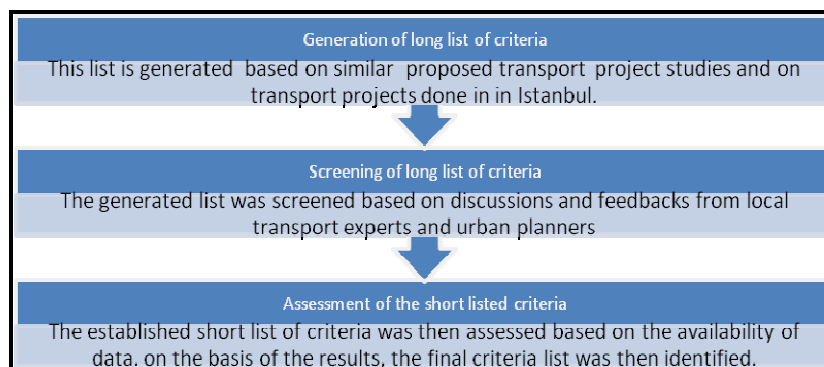 Generation of long list of criteria
This list is generated based on similar proposed transport project studies and on
transport projects done in in Istanbul.
Screening of long list of criteria
The generated list was screened based on discussions and feedbacks from local
transport experts and urban planners
Assessment of the short listed criteria
The established short list of criteria was then assessed based on the availability of
data. on the basis of the results, the final criteria list was then identified.